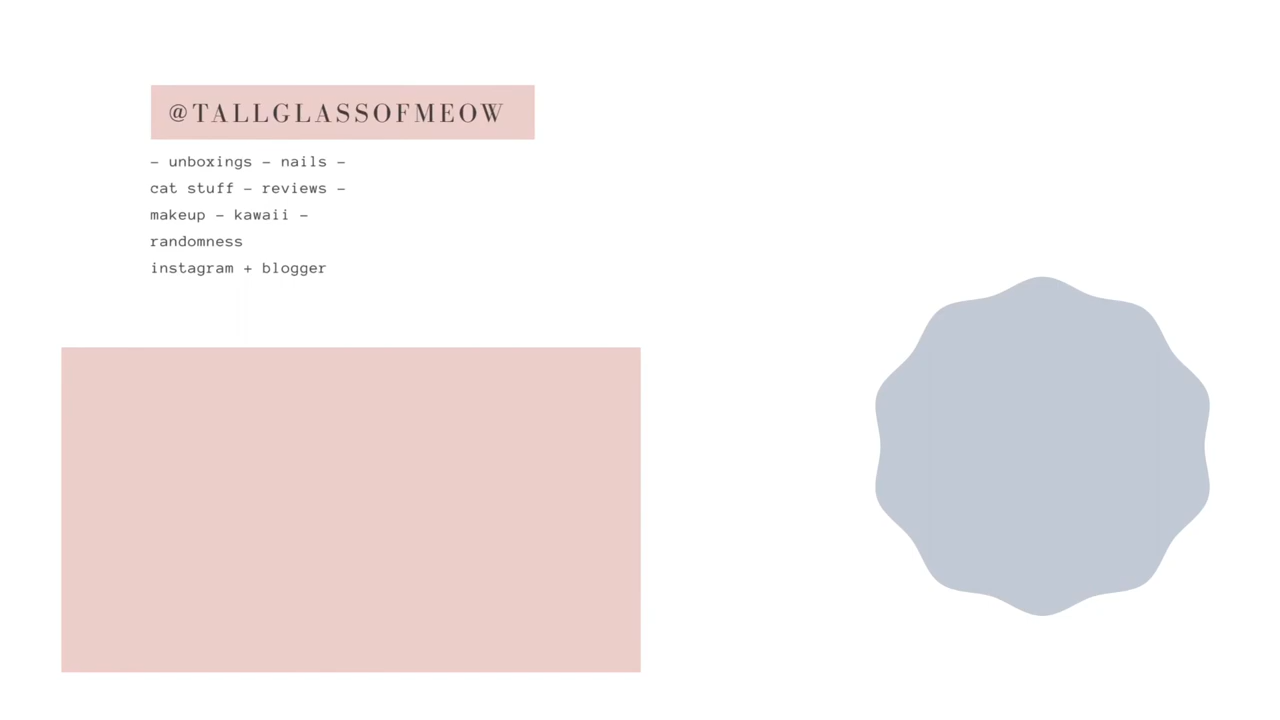 @TALLGLASSOFMEOW
- unboxings - nails -
cat stuff - reviews -
makeup - kawaii -
randomness
instagram + blogger